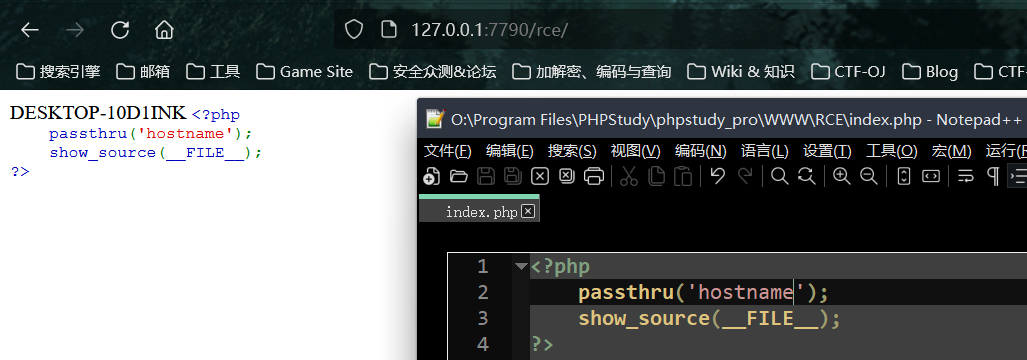 127.0.0.1:7790/rce/
搜索引擎 邮箱 工具 Game Site 安全众测&论坛 加解密、编码与查询 Wiki & 知识 CTF-OJ Blog CTF-
DESKTOP-10D1INK <?php
passthru('hostname');
show_source(__FILE__);
?>
O:\Program Files\PHPStudy\phpstudy_pro\WWW\RCE\index.php - Notepad++
文件(F) 编辑(E) 搜索(S) 视图(V) 编码(N) 语言(L) 设置(T) 工具(O) 宏(M) 运行(R
index.php
1 <?php
2 passthru('hostname');
3 show_source(__FILE__);
4 ?>